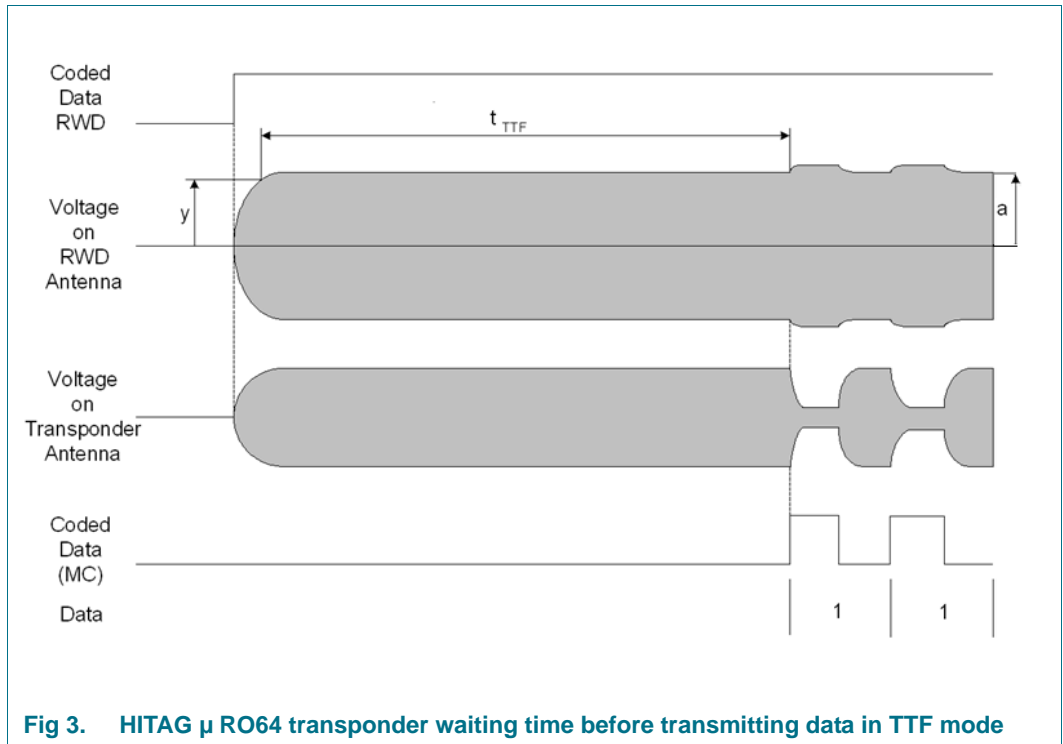 Coded
Data
RWD
t TTF
y
Voltage
on
RWD
Antenna
a
Voltage
on
Transponder
Antenna
Coded
Data
(MC)
Data
1
1
Fig 3. HITAG μ RO64 transponder waiting time before transmitting data in TTF mode